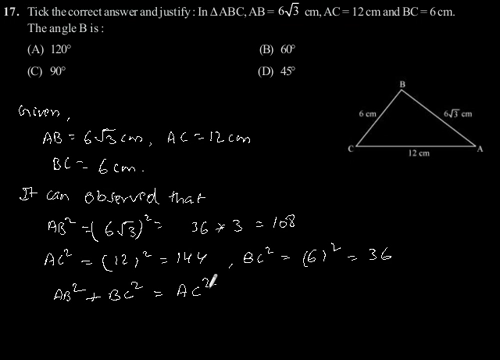 17. Tick the correct answer and justify : In ΔABC, AB = 6√3 cm, AC = 12 cm and BC = 6 cm.
The angle B is :
(A) 120° (B) 60°
(C) 90° (D) 45°
B
6 cm 6√3 cm
C A
12 cm
Given,
AB = 6√3 cm, AC = 12 cm
BC = 6 cm.
It can observed that
AB² = (6√3)² = 36 * 3 = 108
AC² = (12)² = 144, BC² = (6)² = 36
AB² + BC² = AC²